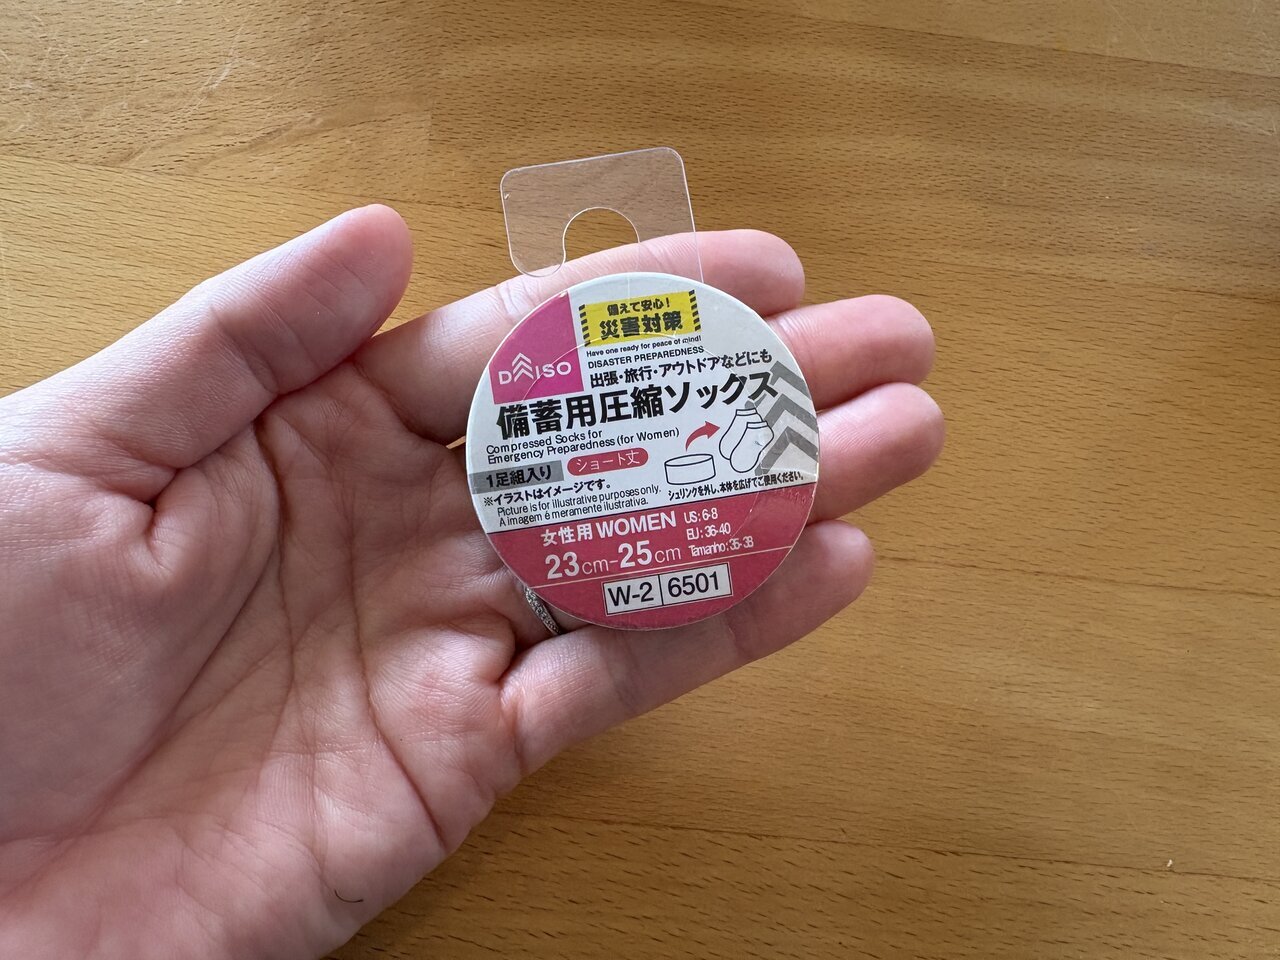 備えて安心!
災害対策
Have one ready for peace of mind!
DISASTER PREPAREDNESS
DAISO
出張・旅行・アウトドアなどにも
備蓄用圧縮ソックス
Compressed Socks for
Emergency Preparedness (for Women)
1足組入り
ショート丈
※イラストはイメージです。
Picture is for illustrative purposes only.
A imagem é meramente ilustrativa.
シュリンクを外し、本体を広げてご使用ください。
女性用 WOMEN
23cm-25cm
US: 6-8
EU: 36-40
Tamanho: 35-38
W-2 6501